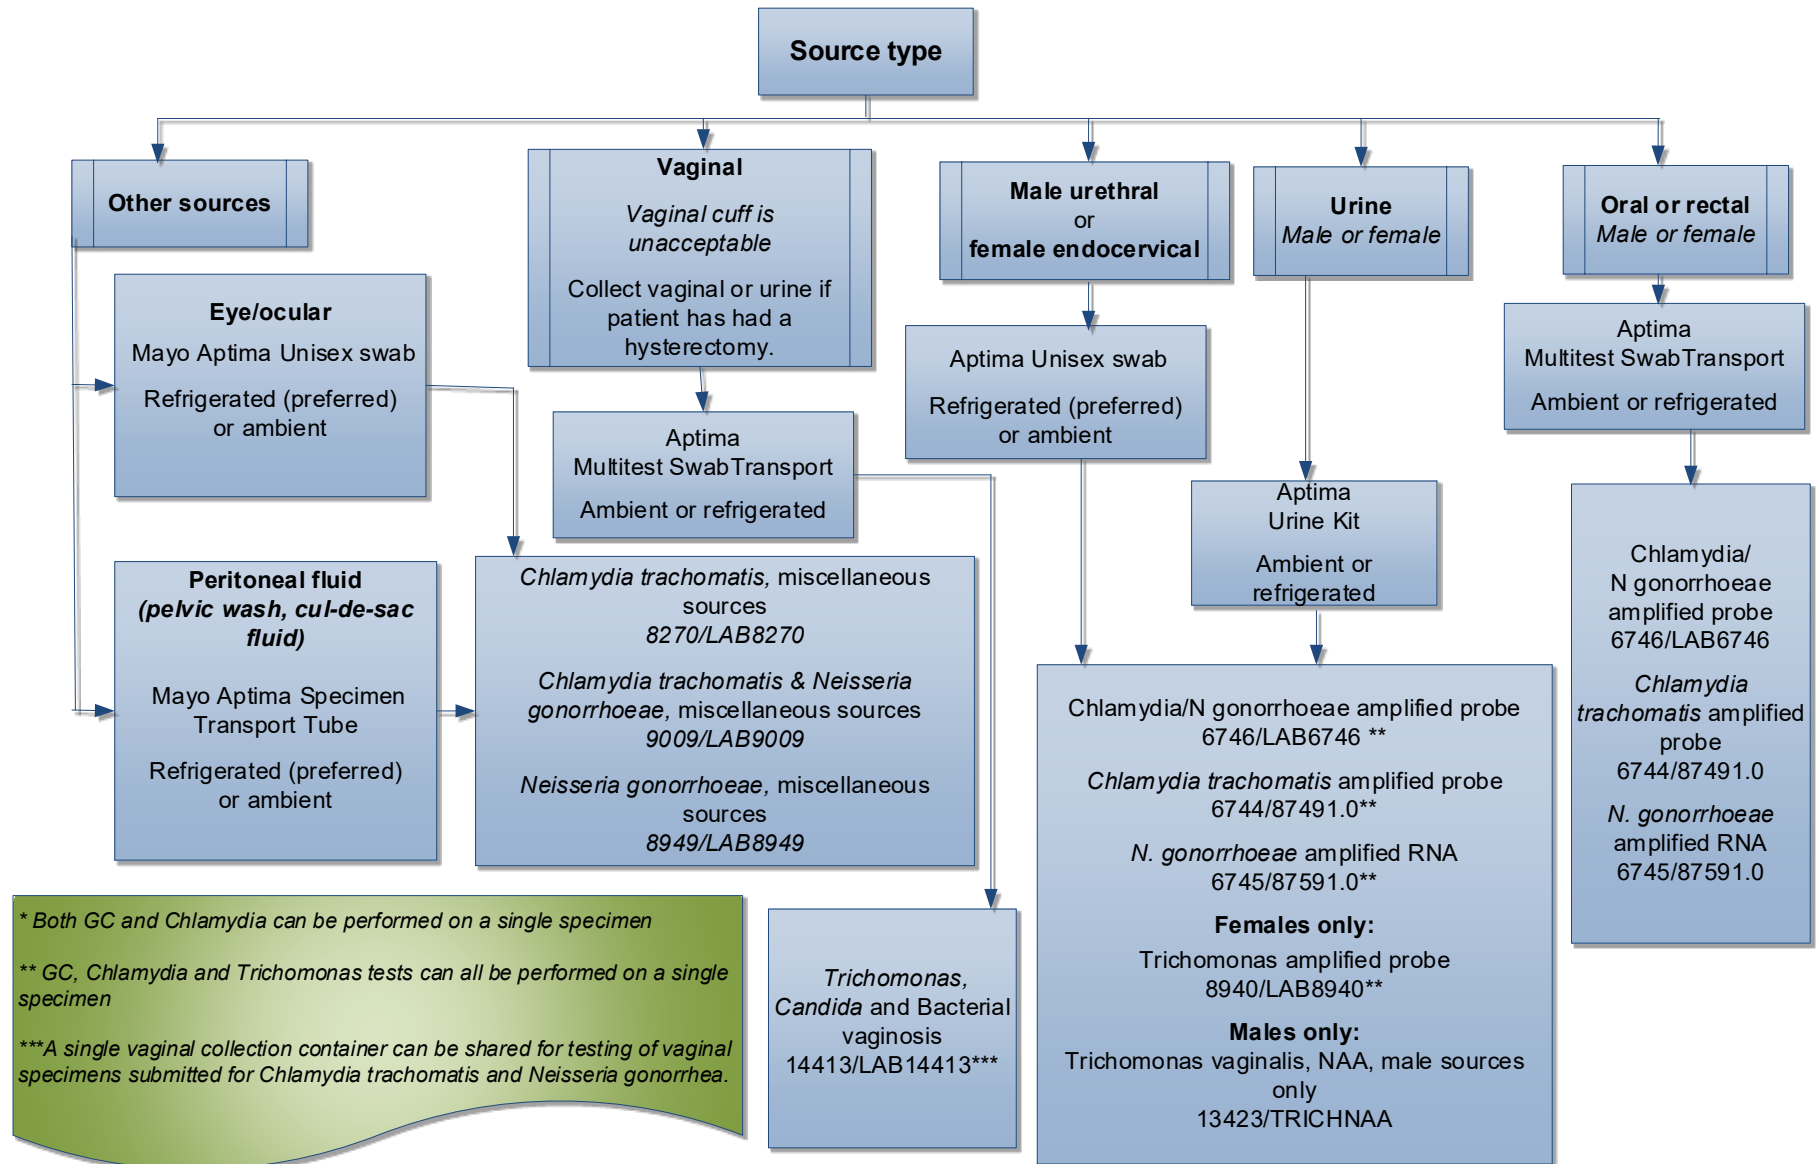 Source type
Other sources
Vaginal
Vaginal cuff is
unacceptable
Collect vaginal or urine if
patient has had a
hysterectomy.
Male urethral
or
female endocervical
Urine
Male or female
Oral or rectal
Male or female
Eye/ocular
Mayo Aptima Unisex swab
Refrigerated (preferred)
or ambient
Aptima
Multitest SwabTransport
Ambient or refrigerated
Aptima Unisex swab
Refrigerated (preferred)
or ambient
Aptima
Urine Kit
Ambient or
refrigerated
Aptima
Multitest SwabTransport
Ambient or refrigerated
Peritoneal fluid
(pelvic wash, cul-de-sac
fluid)
Mayo Aptima Specimen
Transport Tube
Refrigerated (preferred)
or ambient
Chlamydia trachomatis, miscellaneous
sources
8270/LAB8270
Chlamydia trachomatis & Neisseria
gonorrhoeae, miscellaneous sources
9009/LAB9009
Neisseria gonorrhoeae, miscellaneous
sources
8949/LAB8949
Trichomonas,
Candida and Bacterial
vaginosis
14413/LAB14413***
Chlamydia/N gonorrhoeae amplified probe
6746/LAB6746 **
Chlamydia trachomatis amplified probe
6744/87491.0**
N. gonorrhoeae amplified RNA
6745/87591.0**
Females only:
Trichomonas amplified probe
8940/LAB8940**
Males only:
Trichomonas vaginalis, NAA, male sources
only
13423/TRICHNAA
Chlamydia/
N gonorrhoeae
amplified probe
6746/LAB6746
Chlamydia
trachomatis amplified
probe
6744/87491.0
N. gonorrhoeae
amplified RNA
6745/87591.0
* Both GC and Chlamydia can be performed on a single specimen
** GC, Chlamydia and Trichomonas tests can all be performed on a single
specimen
***A single vaginal collection container can be shared for testing of vaginal
specimens submitted for Chlamydia trachomatis and Neisseria gonorrhea.